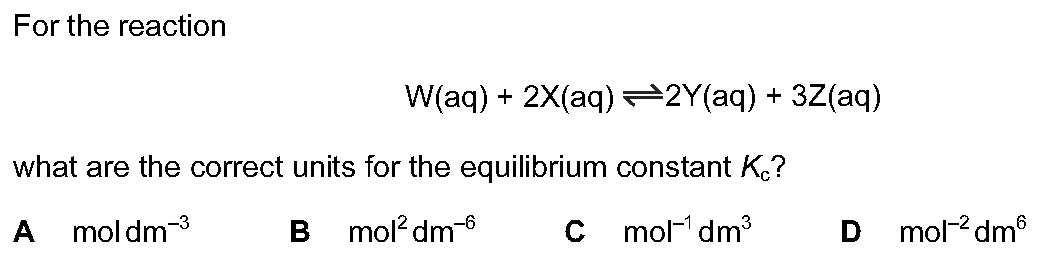 For the reaction
W(aq) + 2X(aq) ⇌ 2Y(aq) + 3Z(aq)
what are the correct units for the equilibrium constant K꜀?
A mol dm⁻³ B mol² dm⁻⁶ C mol⁻¹ dm³ D mol⁻² dm⁶